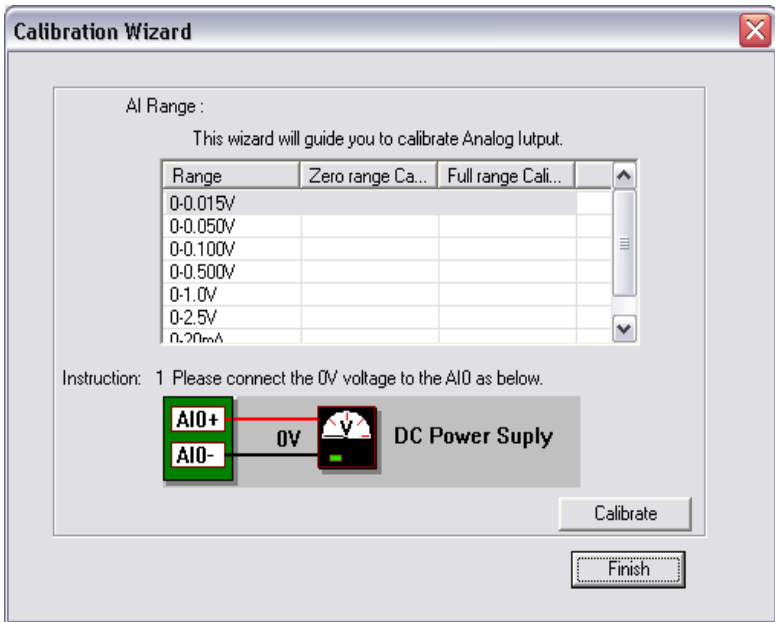 Calibration Wizard
AI Range :
This wizard will guide you to calibrate Analog Iutput.
Range Zero range Ca... Full range Cali...
0-0.015V
0-0.050V
0-0.100V
0-0.500V
0-1.0V
0-2.5V
0-20mA
Instruction: 1 Please connect the 0V voltage to the AI0 as below.
AI0+
0V
V
DC Power Suply
AI0-
Calibrate
Finish